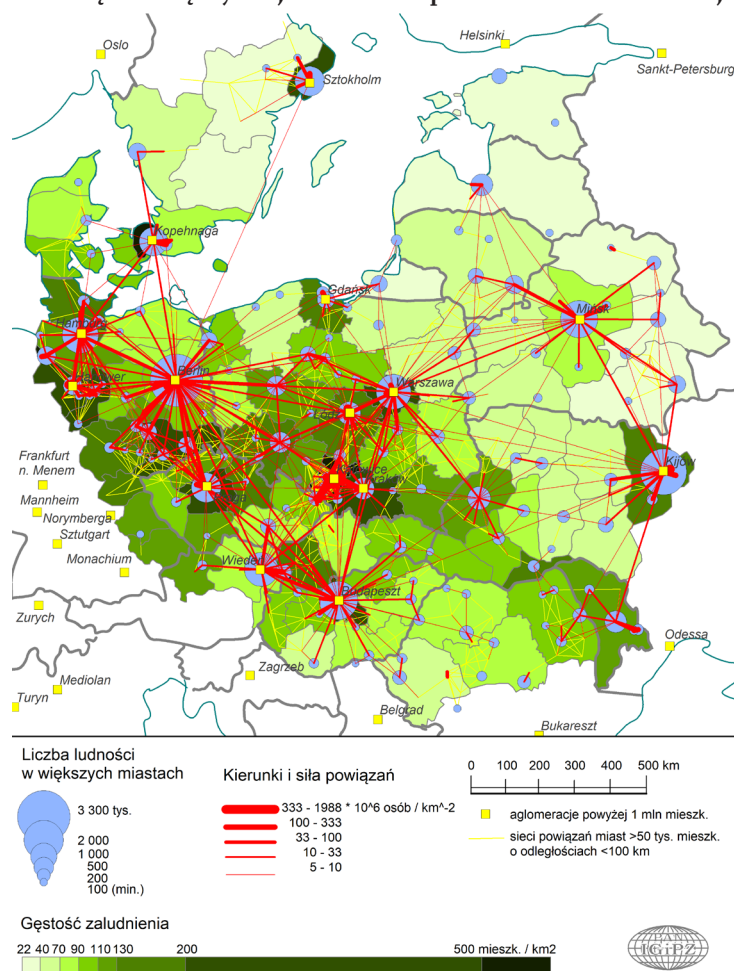 Oslo
Helsinki
Sankt-Petersburg
Sztokholm
Kopehnaga
Gdańsk
Mińsk
Hamburg
Berlin
Warszawa
Kijów
Frankfurt
n. Menem
Mannheim
Norymberga
Sztutgart
Monachium
Wiedeń
Budapeszt
Zurych
Odessa
Zagrzeb
Mediolan
Turyn
Belgrad
Bukareszt
Liczba ludności
w większych miastach
3 300 tys.
2 000
1 000
500
200
100 (min.)
Kierunki i siła powiązań
333 - 1988 * 10^6 osób / km^-2
100 - 333
33 - 100
10 - 33
5 - 10
0 100 200 300 400 500 km
aglomeracje powyżej 1 mln mieszk.
sieci powiązań miast >50 tys. mieszk.
o odległościach <100 km
Gęstość zaludnienia
22 40 70 90 110 130 200 500 mieszk. / km2
PAN
IGiPZ